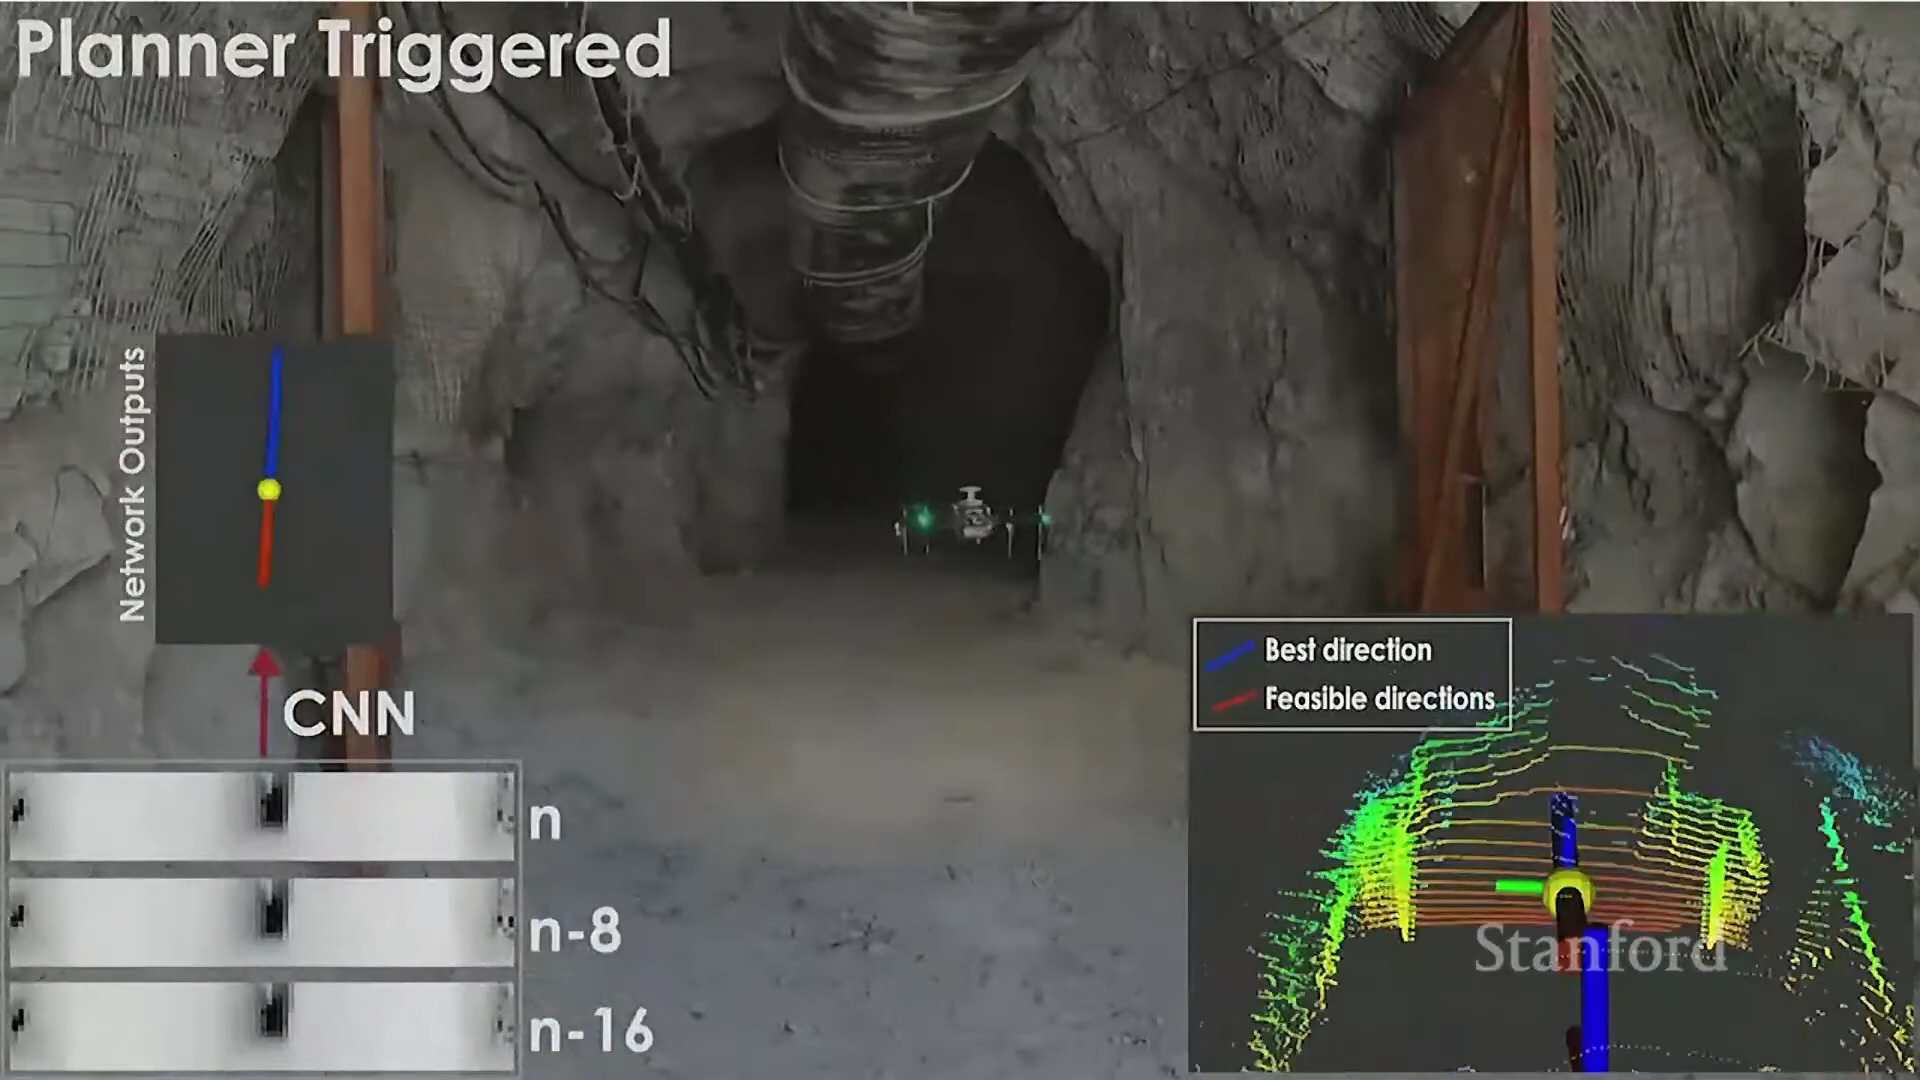 Planner Triggered
Network Outputs
CNN
n
n-8
n-16
Best direction
Feasible directions
Stanford